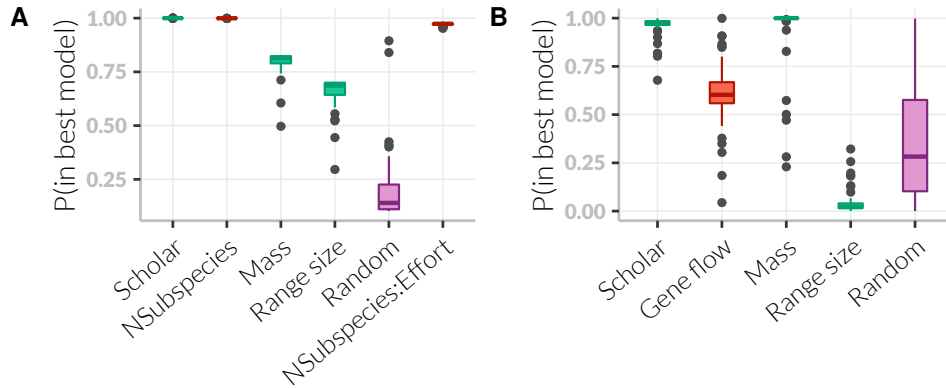 A
P(in best model)
1.00
0.75
0.50
0.25
Scholar
NSubspecies
Mass
Range size
Random
NSubspecies:Effort
B
P(in best model)
1.00
0.75
0.50
0.25
0.00
Scholar
Gene flow
Mass
Range size
Random